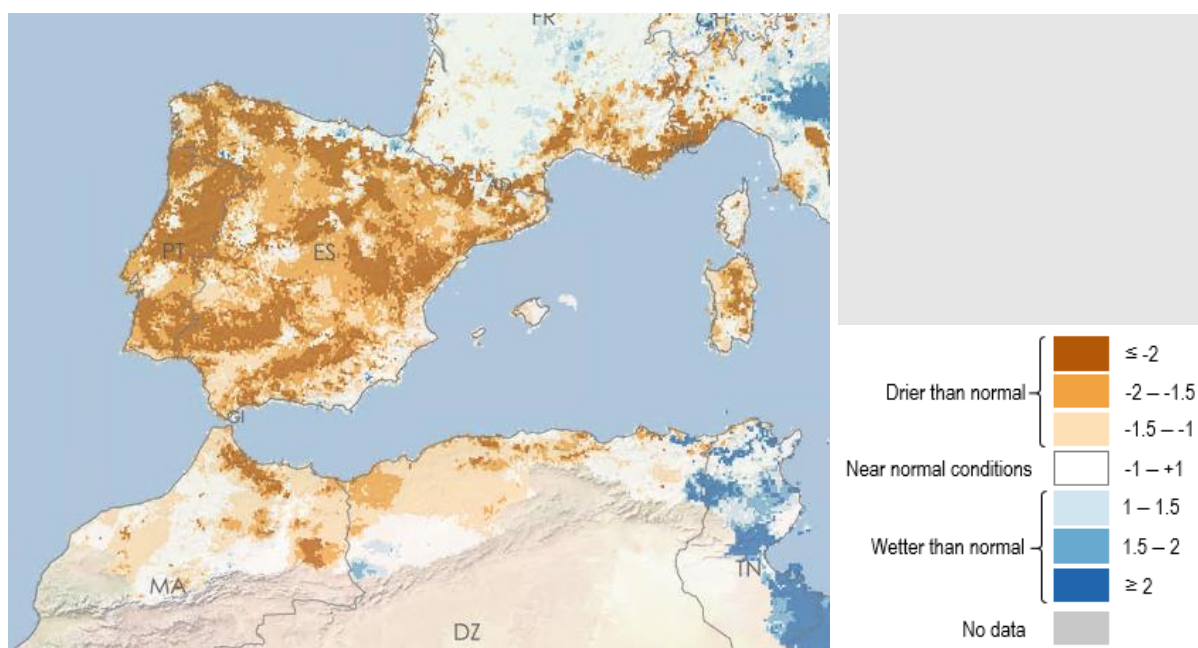 FR
CH
AD
PT
ES
GI
MA
DZ
TN
≤ -2
Drier than normal
-2 – -1.5
-1.5 – -1
Near normal conditions
-1 – +1
1 – 1.5
Wetter than normal
1.5 – 2
≥ 2
No data